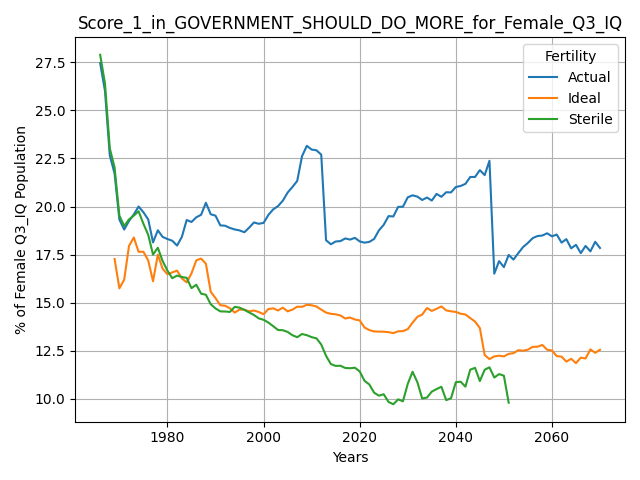 Score_1_in_GOVERNMENT_SHOULD_DO_MORE_for_Female_Q3_IQ
Fertility
Actual
Ideal
Sterile
% of Female Q3_IQ Population
27.5
25.0
22.5
20.0
17.5
15.0
12.5
10.0
1980
2000
2020
2040
2060
Years